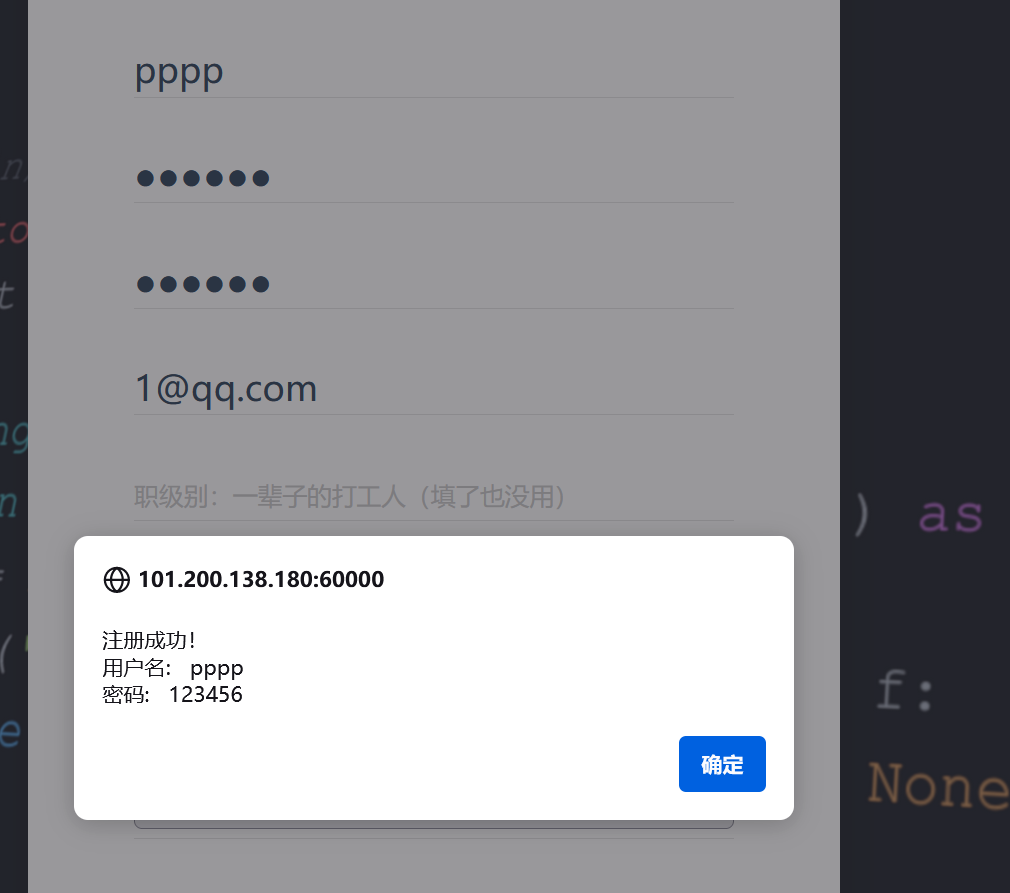 pppp
●●●●●●
●●●●●●
1@qq.com
职级别：一辈子的打工人（填了也没用）
) as
101.200.138.180:60000
注册成功！
用户名： pppp
密码： 123456
f:
确定
None